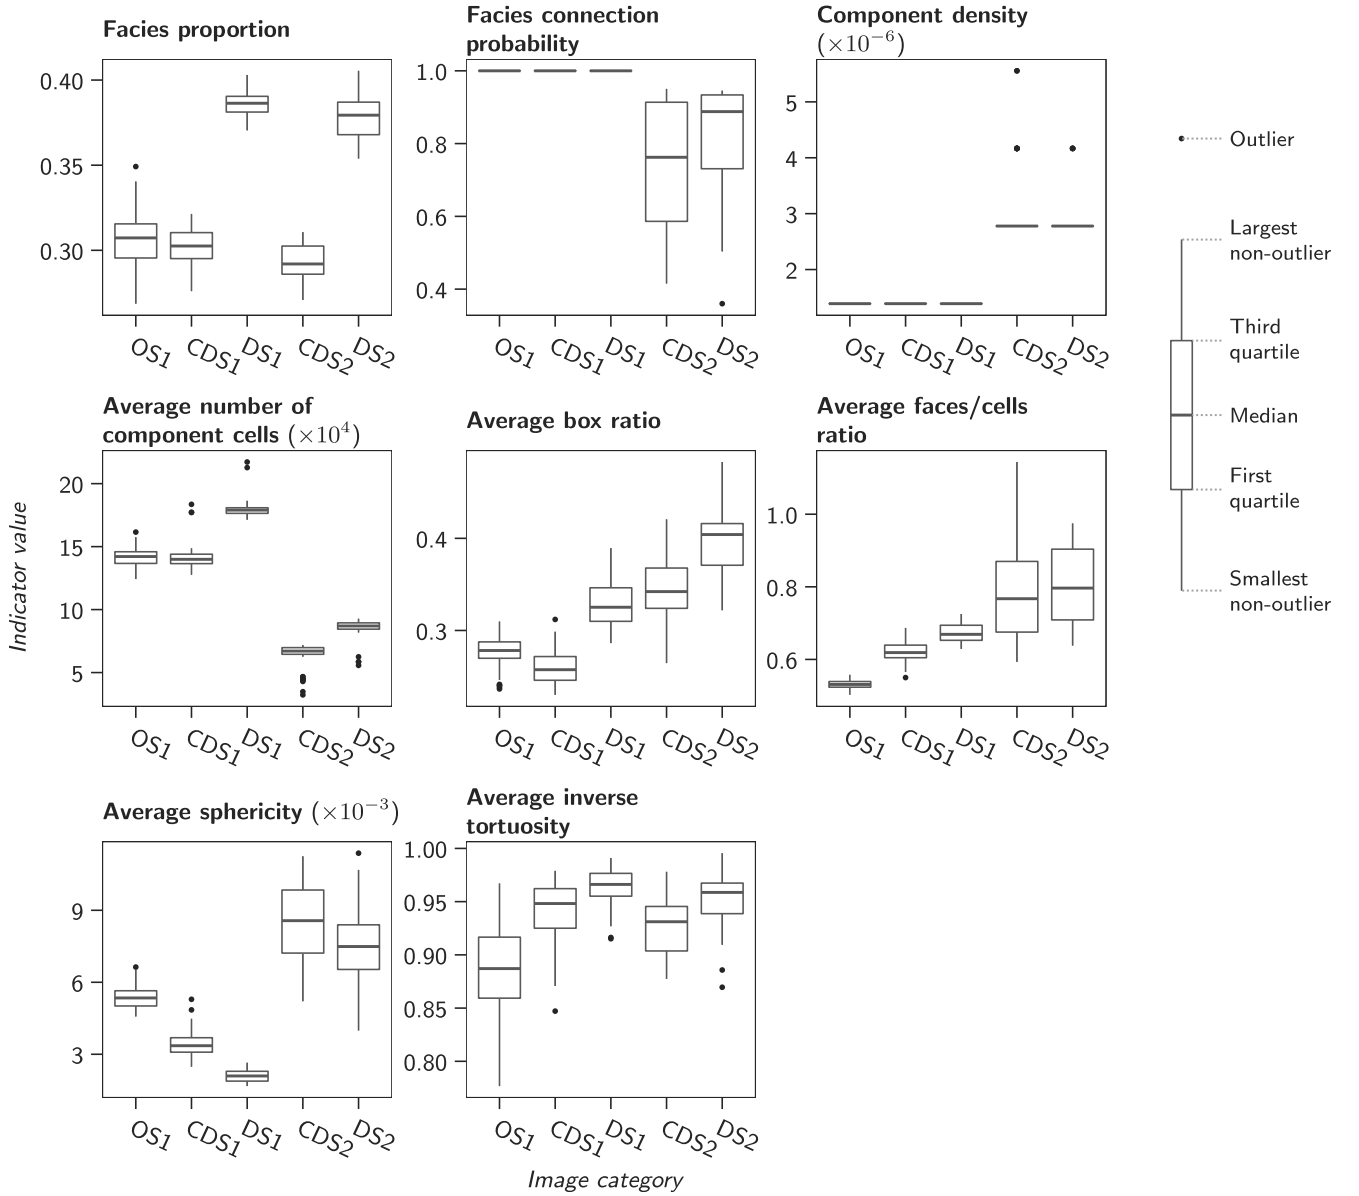 Facies proportion
0.40
0.35
0.30
OS1 CDS1 DS1 CDS2 DS2
Facies connection
probability
1.0
0.8
0.6
0.4
OS1 CDS1 DS1 CDS2 DS2
Component density
(×10⁻⁶)
5
4
3
2
OS1 CDS1 DS1 CDS2 DS2
Outlier
Largest
non-outlier
Third
quartile
Median
First
quartile
Smallest
non-outlier
Indicator value
Average number of
component cells (×10⁴)
20
15
10
5
OS1 CDS1 DS1 CDS2 DS2
Average box ratio
0.4
0.3
OS1 CDS1 DS1 CDS2 DS2
Average faces/cells
ratio
1.0
0.8
0.6
OS1 CDS1 DS1 CDS2 DS2
Average sphericity (×10⁻³)
9
6
3
OS1 CDS1 DS1 CDS2 DS2
Average inverse
tortuosity
1.00
0.95
0.90
0.85
0.80
OS1 CDS1 DS1 CDS2 DS2
Image category